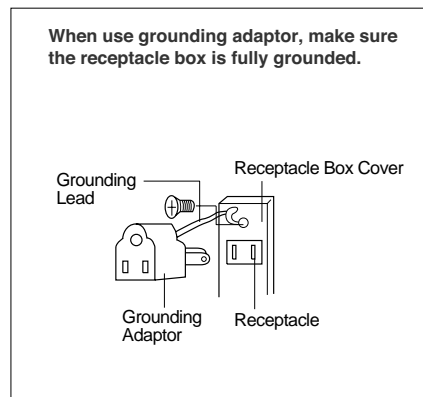 When use grounding adaptor, make sure
the receptacle box is fully grounded.
Grounding
Lead
Receptacle Box Cover
Grounding
Adaptor
Receptacle